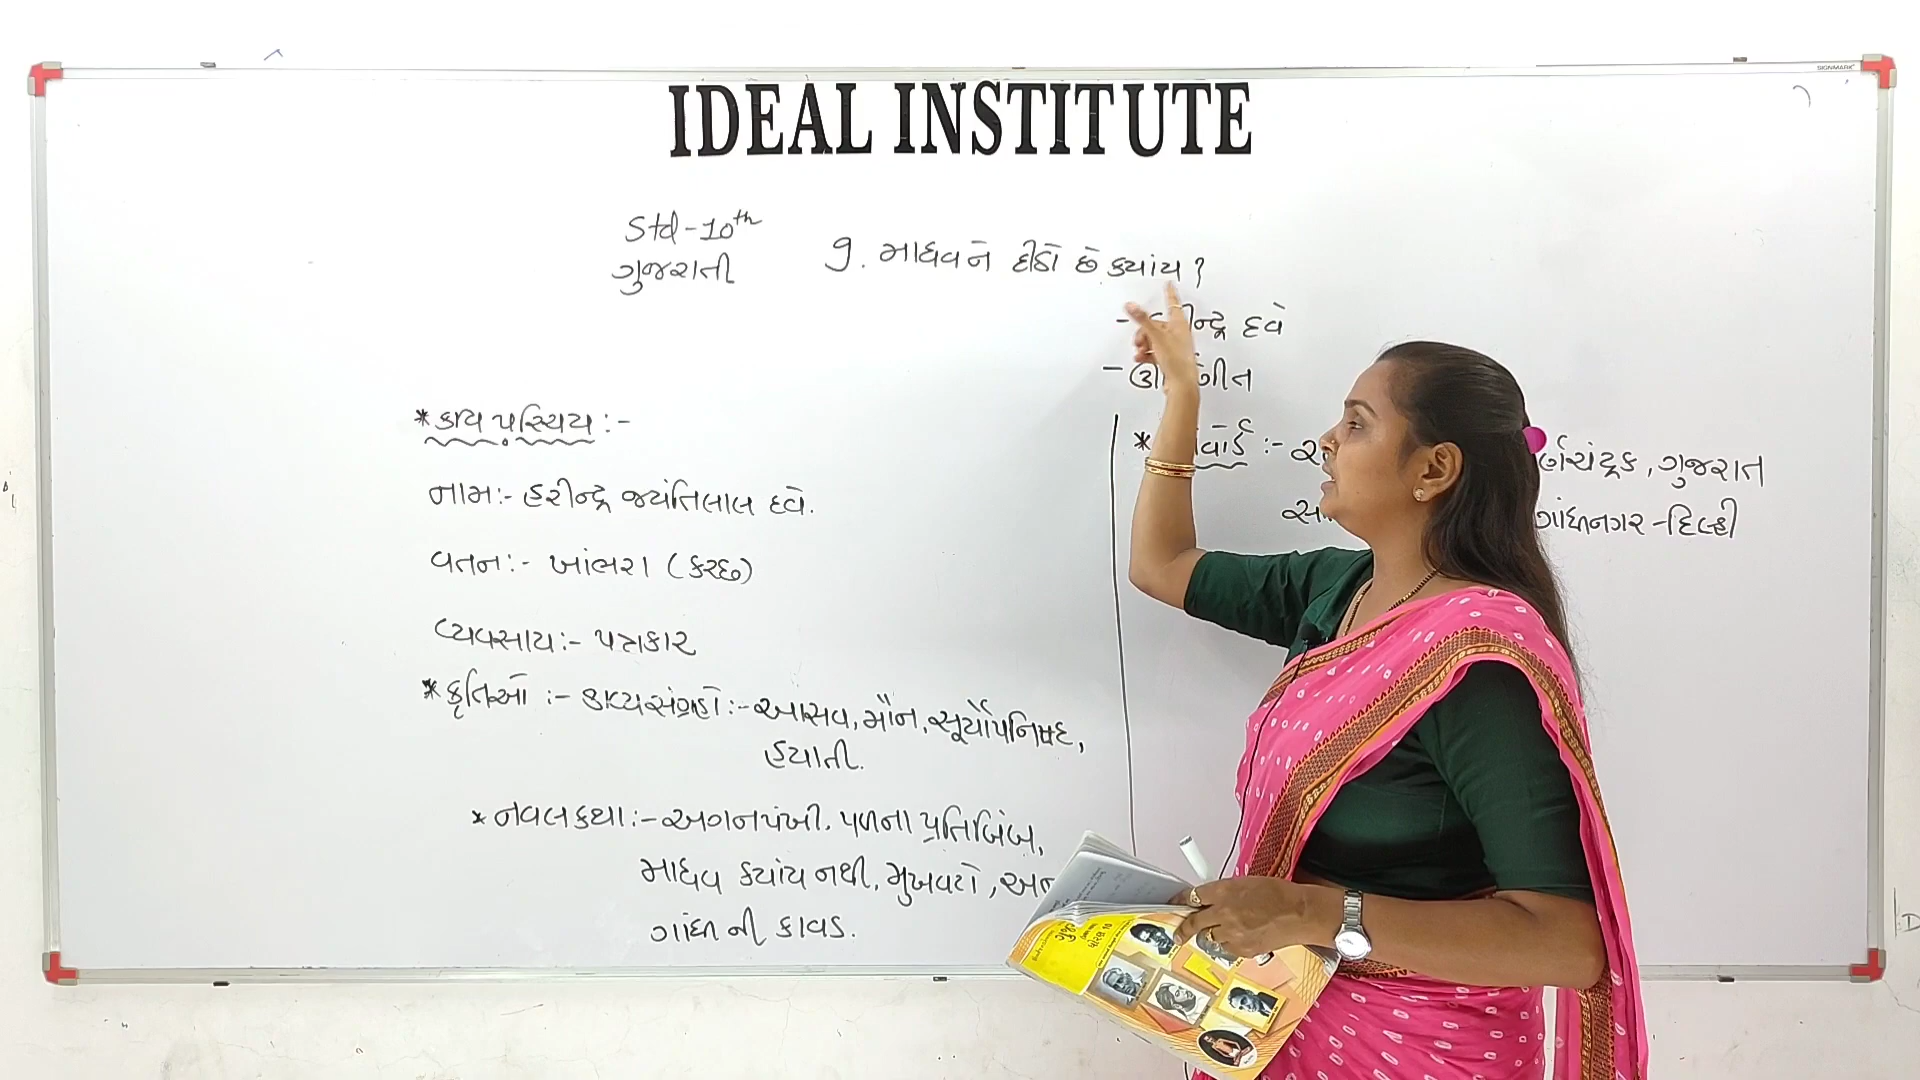 SIGNMARK
IDEAL INSTITUTE
Std-10th
ગુજરાતી
9. માધવને દીઠો છે ક્યાંય?
- દવે
*કાવ્ય પરિચય :-
નામ:- હરીન્દ્ર જયંતિલાલ દવે.
વતન:- ખાંભરા (કચ્છ)
વ્યવસાય:- પત્રકાર
*કૃતિઓ :- કાવ્યસંગ્રહો:- આસવ, મૌન, સૂર્યોપનિષદ,
હયાતી.
* નવલકથા:- અગનપંખી. પળના પ્રતિબિંબ,
માધવ ક્યાંય નથી, મુખવટો,
ગાંધી ની કાવડ.
* :- ગુજરાત
ગાંધીનગર-દિલ્હી